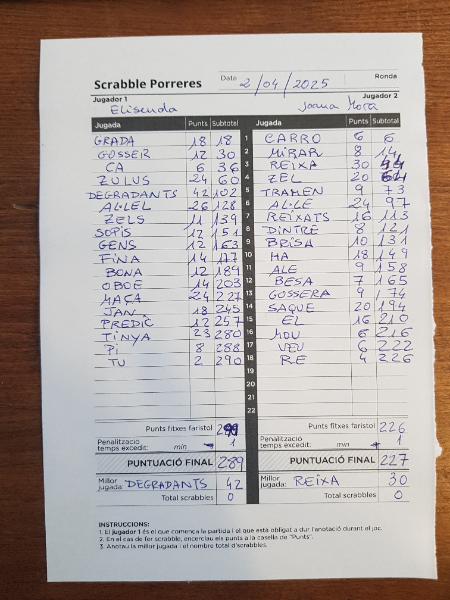 Scrabble Porreres Data 2/04/2025 Ronda
Jugador 1 Jugador 2
Elisenda Joana Mora
Jugada Punts Subtotal Jugada Punts Subtotal
GRADA 18 18 1 CARRO 6 6
GOSSER 12 30 2 MIRAR 8 14
CA 6 36 3 REIXA 30 44
ZULUS 24 60 4 ZEL 20 64
DEGRADANTS 42 102 5 TRAMEN 9 73
AL·LEL 26 128 6 AL·LE 24 97
ZELS 11 139 7 REIXATS 16 113
SOPIS 12 151 8 DINTRE 8 121
GENS 12 163 9 BRISA 10 131
FINA 14 177 10 HA 18 149
BONA 12 189 11 ALE 9 158
OBOE 14 203 12 BESA 7 165
MAÇA 24 227 13 GOSSERA 9 174
JAN 18 245 14 SAQUE 20 194
PREDIC 12 257 15 EL 16 210
TINYA 23 280 16 MOU 6 216
PI 8 288 17 VEU 6 222
TU 2 290 18 RE 4 226
19
20
21
22
Punts fitxes faristol Punts fitxes faristol 226
Penalització Penalització
temps excedit: min 1 temps excedit: min 1
PUNTUACIÓ FINAL 289 PUNTUACIÓ FINAL 227
Millor jugada: DEGRADANTS 42 Millor jugada: REIXA 30
Total scrabbles 0 Total scrabbles 0
INSTRUCCIONS:
1. El jugador 1 és el que comença la partida i el que està obligat a dur l'anotació durant el joc.
2. En el cas de fer scrabble, encercleu els punts a la casella de "Punts".
3. Anotau la millor jugada i el nombre total d'scrabbles.